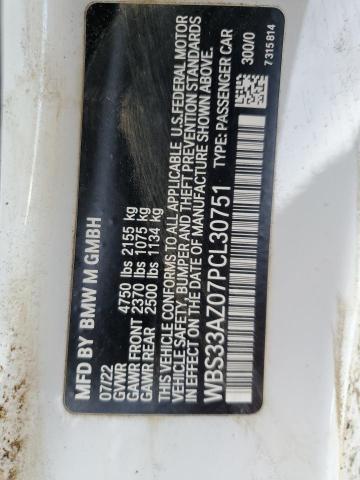 MFD BY BMW M GMBH
07/22
GVWR 4750 lbs 2155 kg
GAWR FRONT 2370 lbs 1075 kg
GAWR REAR 2500 lbs 1134 kg
THIS VEHICLE CONFORMS TO ALL APPLICABLE U.S.FEDERAL MOTOR
VEHICLE SAFETY, BUMPER AND THEFT PREVENTION STANDARDS
IN EFFECT ON THE DATE OF MANUFACTURE SHOWN ABOVE.
WBS33AZ07PCL30751 TYPE: PASSENGER CAR
300/0
7 315 814